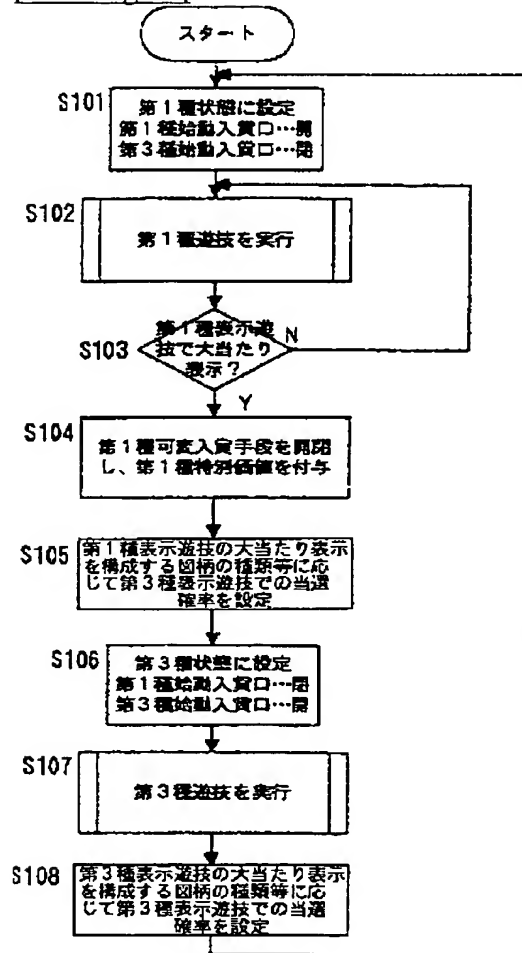 スタート
S101
第1種状態に設定
第1種始動入賞口…開
第3種始動入賞口…閉
S102
第1種遊技を実行
S103
第1種表示遊
技で大当たり
表示？
N
Y
S104
第1種可変入賞手段を開閉
し、第1種特別価値を付与
S105
第1種表示遊技の大当たり表示
を構成する図柄の種類等に応
じて第3種表示遊技での当選
確率を設定
S106
第3種状態に設定
第1種始動入賞口…閉
第3種始動入賞口…開
S107
第3種遊技を実行
S108
第3種表示遊技の大当たり表示
を構成する図柄の種類等に応
じて第3種表示遊技での当選
確率を設定